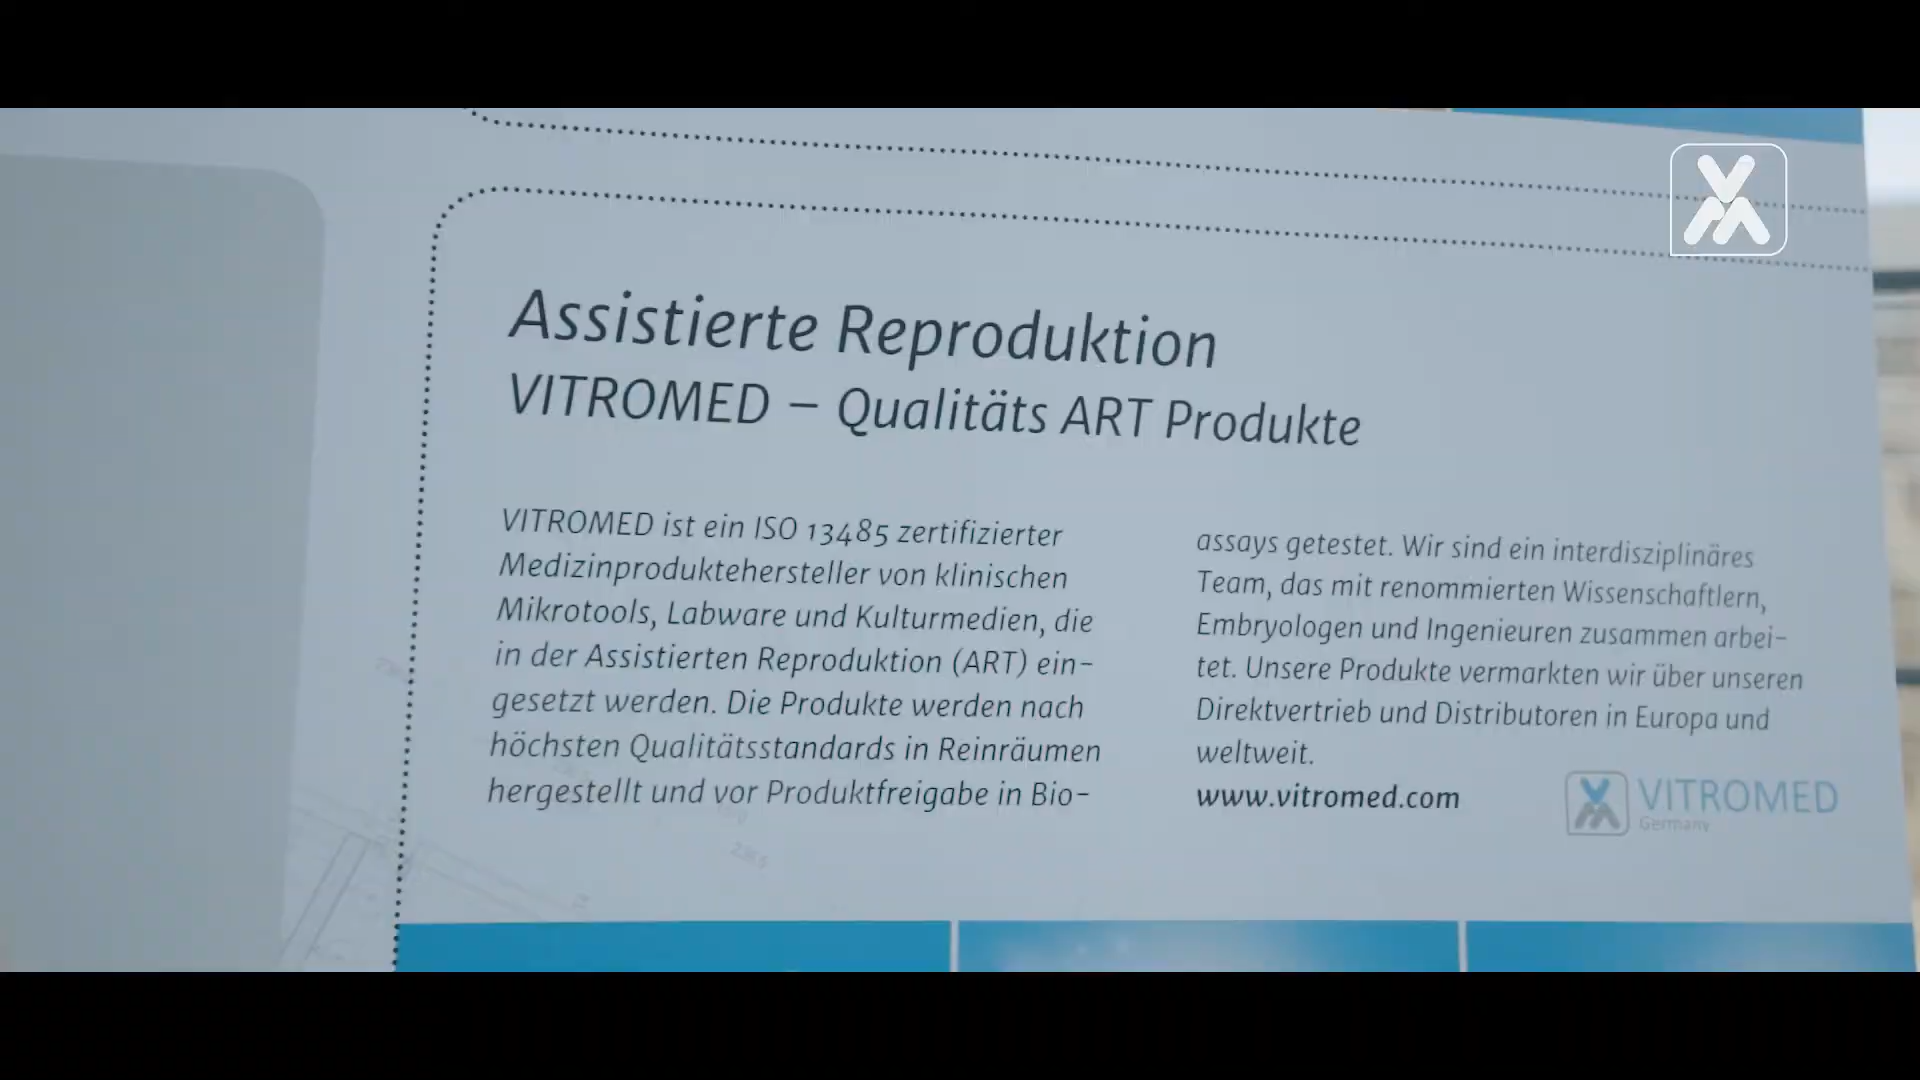 Assistierte Reproduktion
VITROMED – Qualitäts ART Produkte
VITROMED ist ein ISO 13485 zertifizierter
Medizinproduktehersteller von klinischen
Mikrotools, Labware und Kulturmedien, die
in der Assistierten Reproduktion (ART) ein-
gesetzt werden. Die Produkte werden nach
höchsten Qualitätsstandards in Reinräumen
hergestellt und vor Produktfreigabe in Bio-
assays getestet. Wir sind ein interdisziplinäres
Team, das mit renommierten Wissenschaftlern,
Embryologen und Ingenieuren zusammen arbei-
tet. Unsere Produkte vermarkten wir über unseren
Direktvertrieb und Distributoren in Europa und
weltweit.
www.vitromed.com
VITROMED
Germany